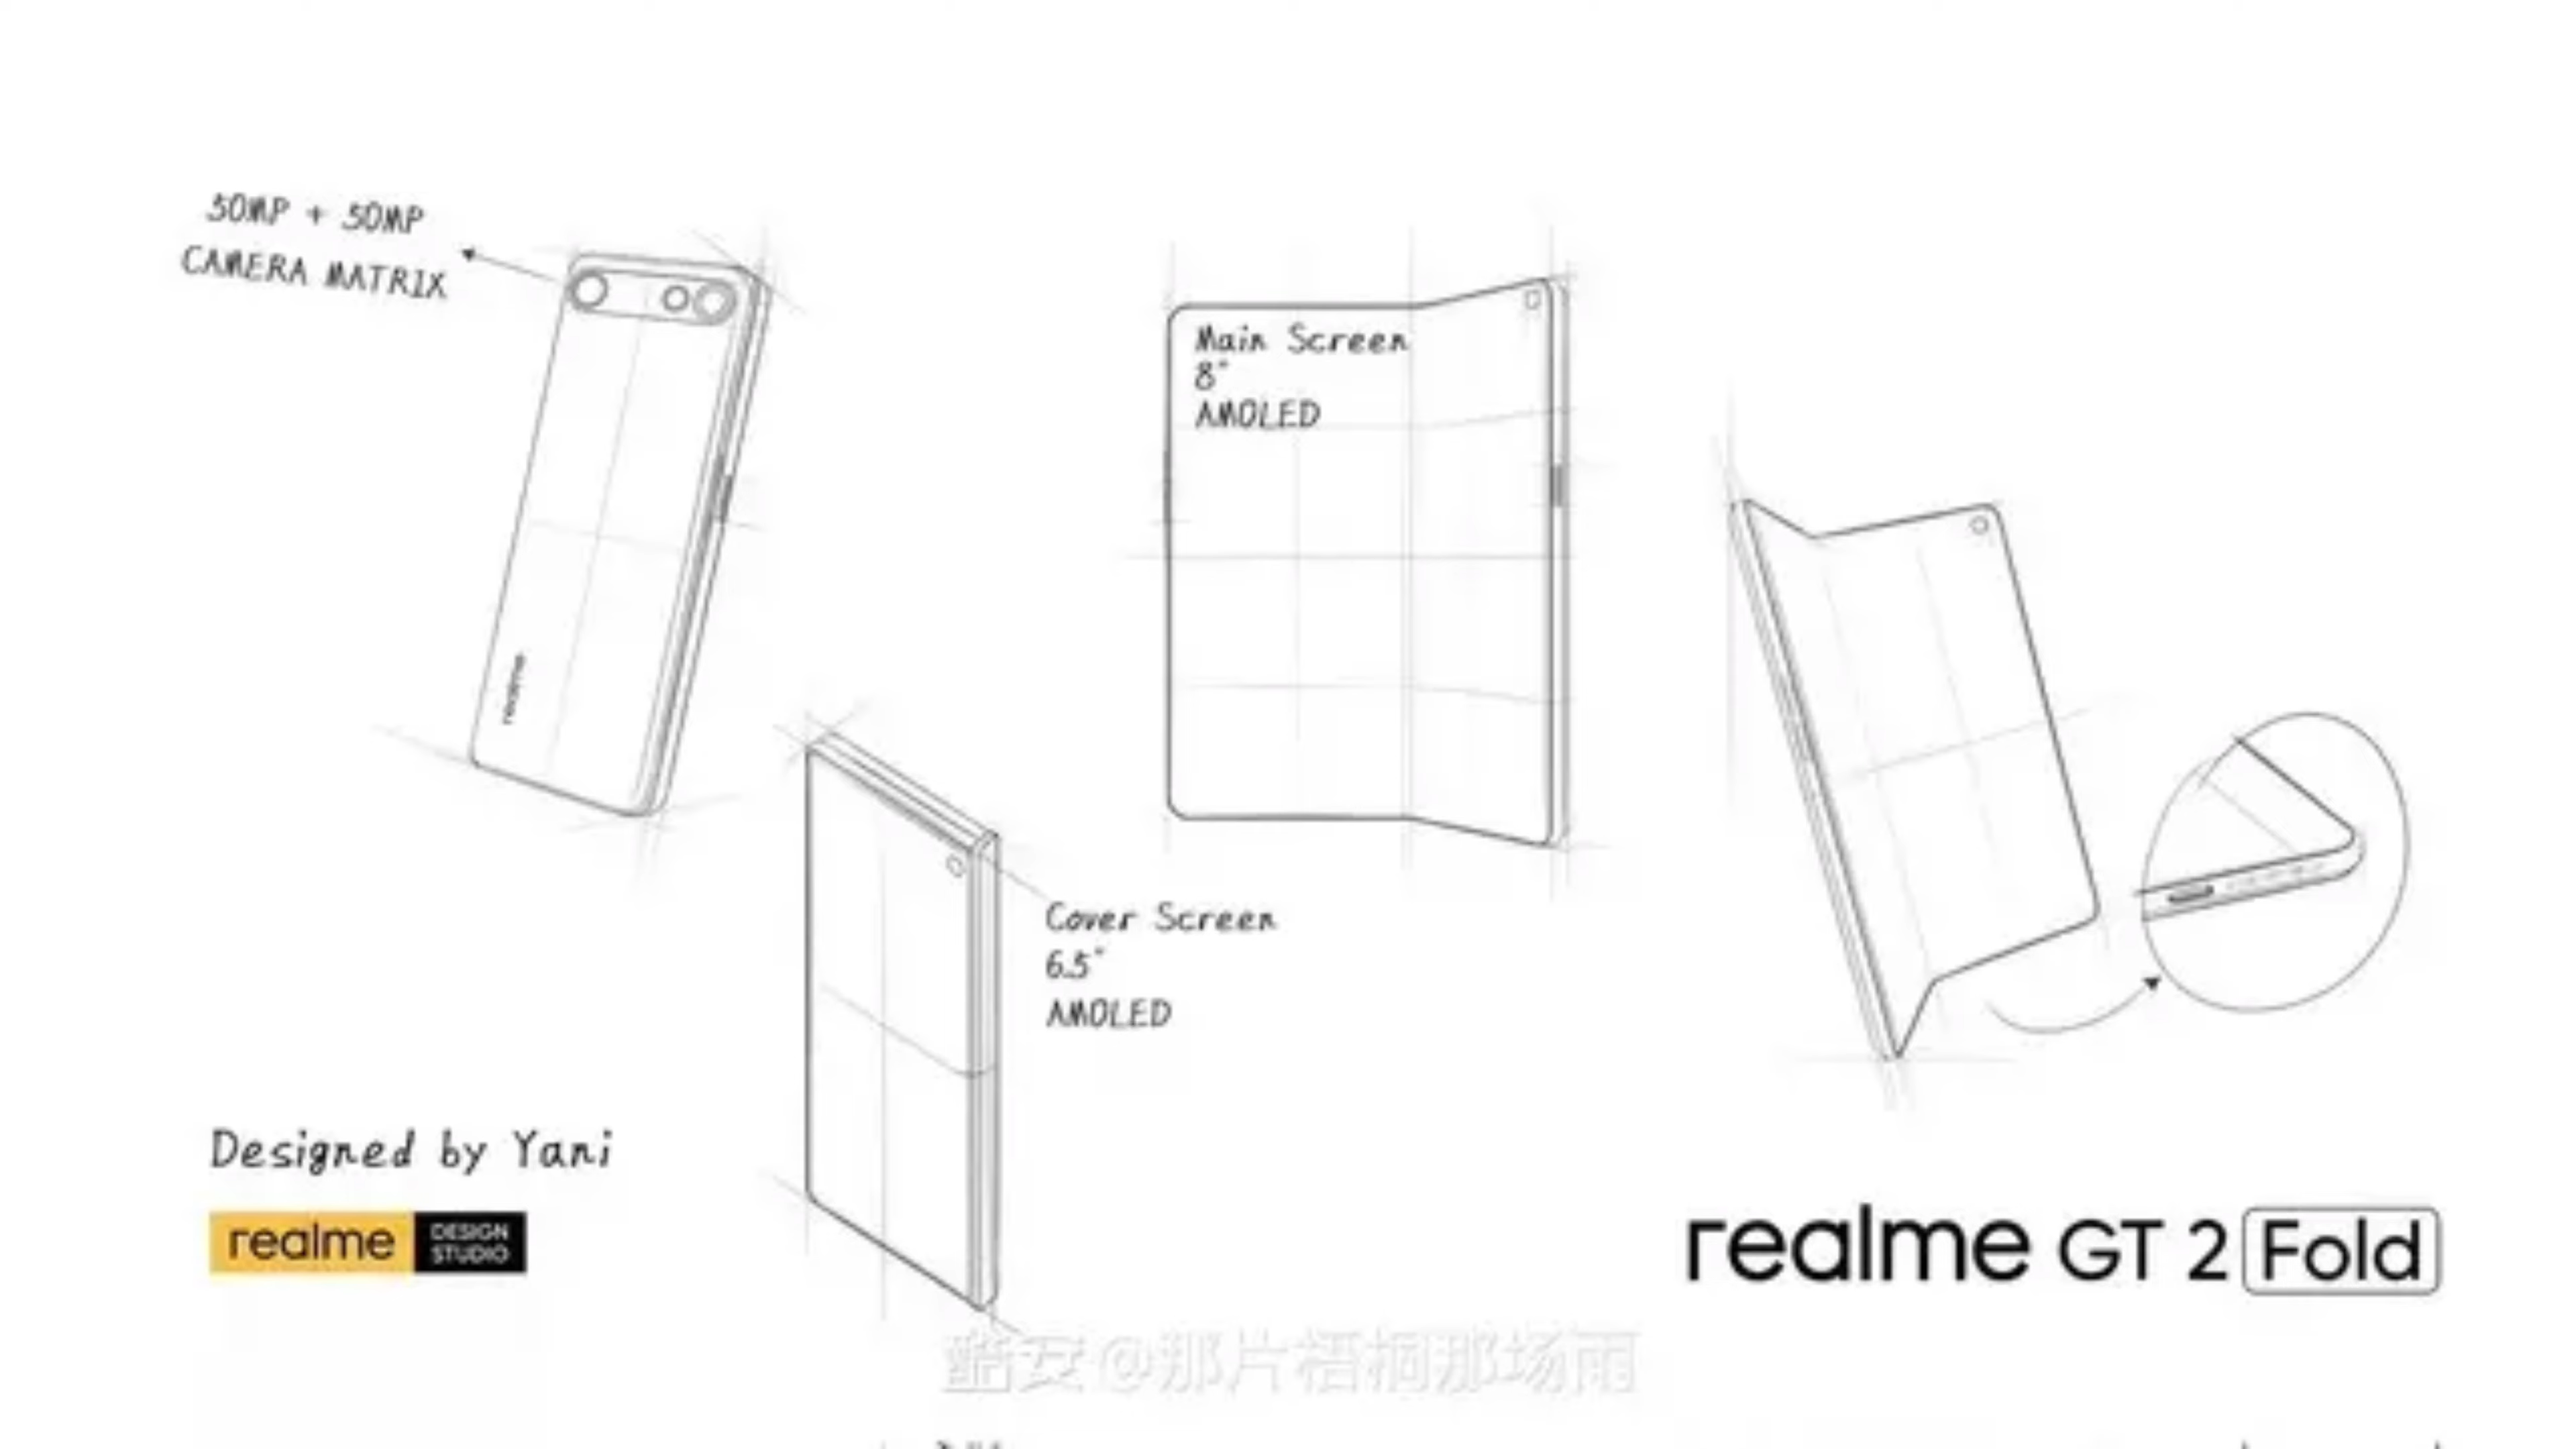 50MP + 50MP
CAMERA MATRIX
realme
Main Screen
8"
AMOLED
Cover Screen
6.5"
AMOLED
Designed by Yani
realme DESIGN
STUDIO
realme GT 2 Fold
酷安@那片梧桐那场雨